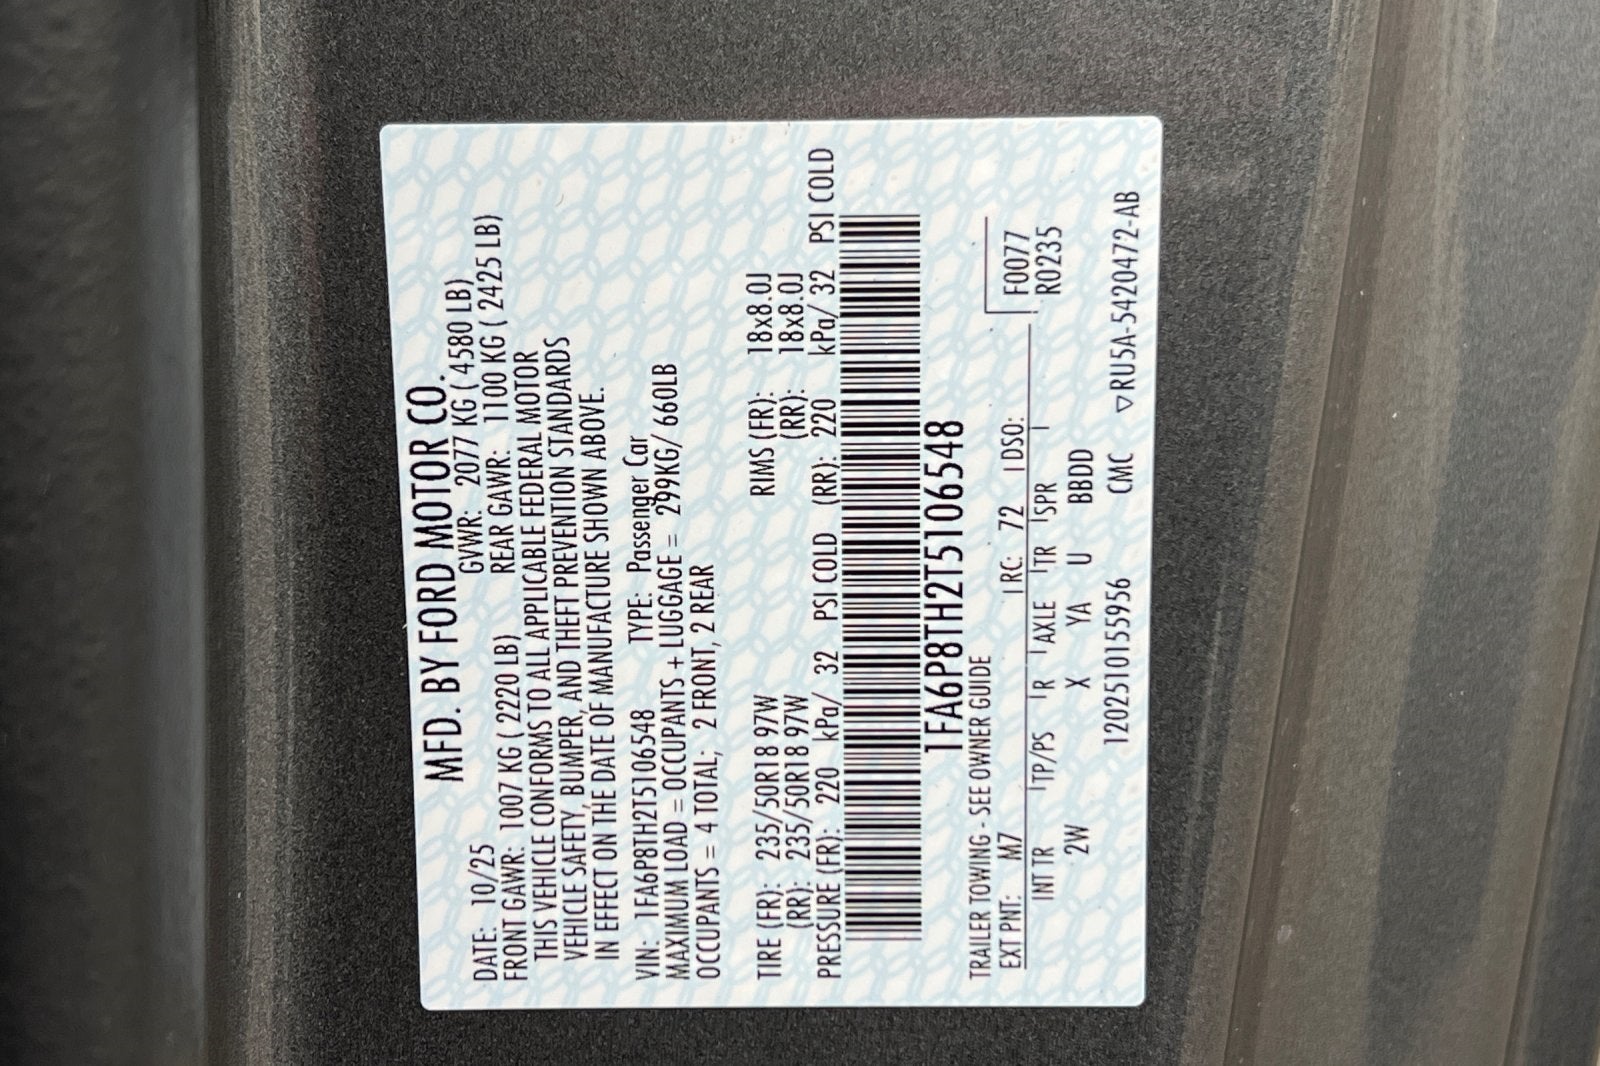 MFD. BY FORD MOTOR CO.
DATE: 10/25 GVWR: 2077 KG ( 4580 LB)
FRONT GAWR: 1007 KG ( 2220 LB) REAR GAWR: 1100 KG ( 2425 LB)
THIS VEHICLE CONFORMS TO ALL APPLICABLE FEDERAL MOTOR
VEHICLE SAFETY, BUMPER, AND THEFT PREVENTION STANDARDS
IN EFFECT ON THE DATE OF MANUFACTURE SHOWN ABOVE.
VIN: 1FA6P8TH2T5106548 TYPE: Passenger Car
MAXIMUM LOAD = OCCUPANTS + LUGGAGE = 299KG/ 660LB
OCCUPANTS = 4 TOTAL; 2 FRONT, 2 REAR
TIRE (FR): 235/50R18 97W RIMS (FR): 18x8.0J
(RR): 235/50R18 97W (RR): 18x8.0J
PRESSURE (FR): 220 kPa/ 32 PSI COLD (RR): 220 kPa/ 32 PSI COLD
1FA6P8TH2T5106548
TRAILER TOWING - SEE OWNER GUIDE
EXT PNT: M7 RC: 72 DSO: F0077
INT TR TP/PS R AXLE TR SPR R0235
2W X YA U BBDD
1202510155956 CMC ▽RU5A-5420472-AB